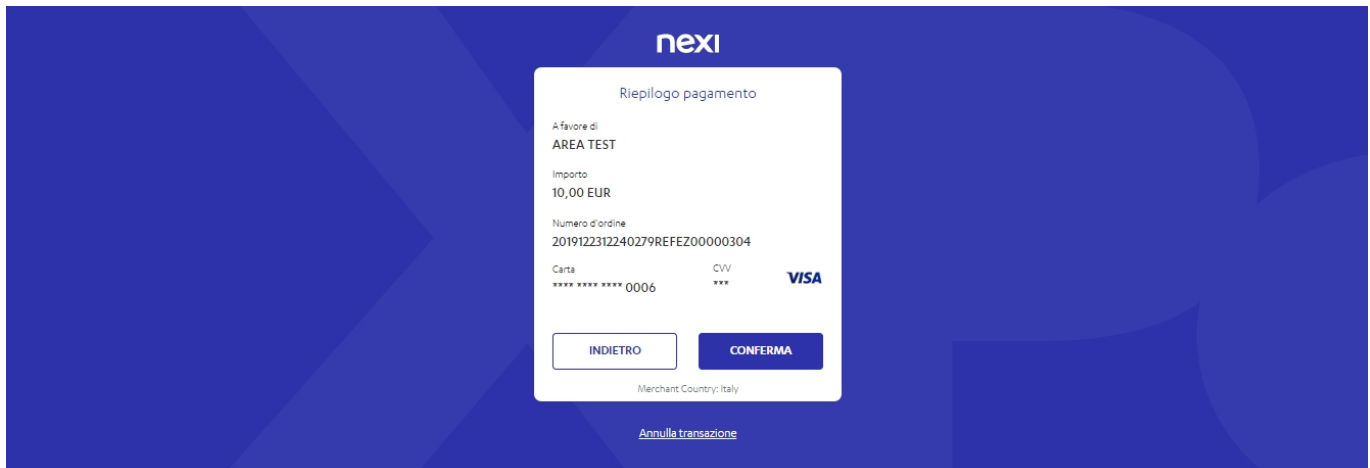 nexi
Riepilogo pagamento
A favore di
AREA TEST
Importo
10,00 EUR
Numero d'ordine
2019122312240279REFEZ00000304
Carta CVV
**** **** **** 0006 *** VISA
INDIETRO CONFERMA
Merchant Country: Italy
Annulla transazione